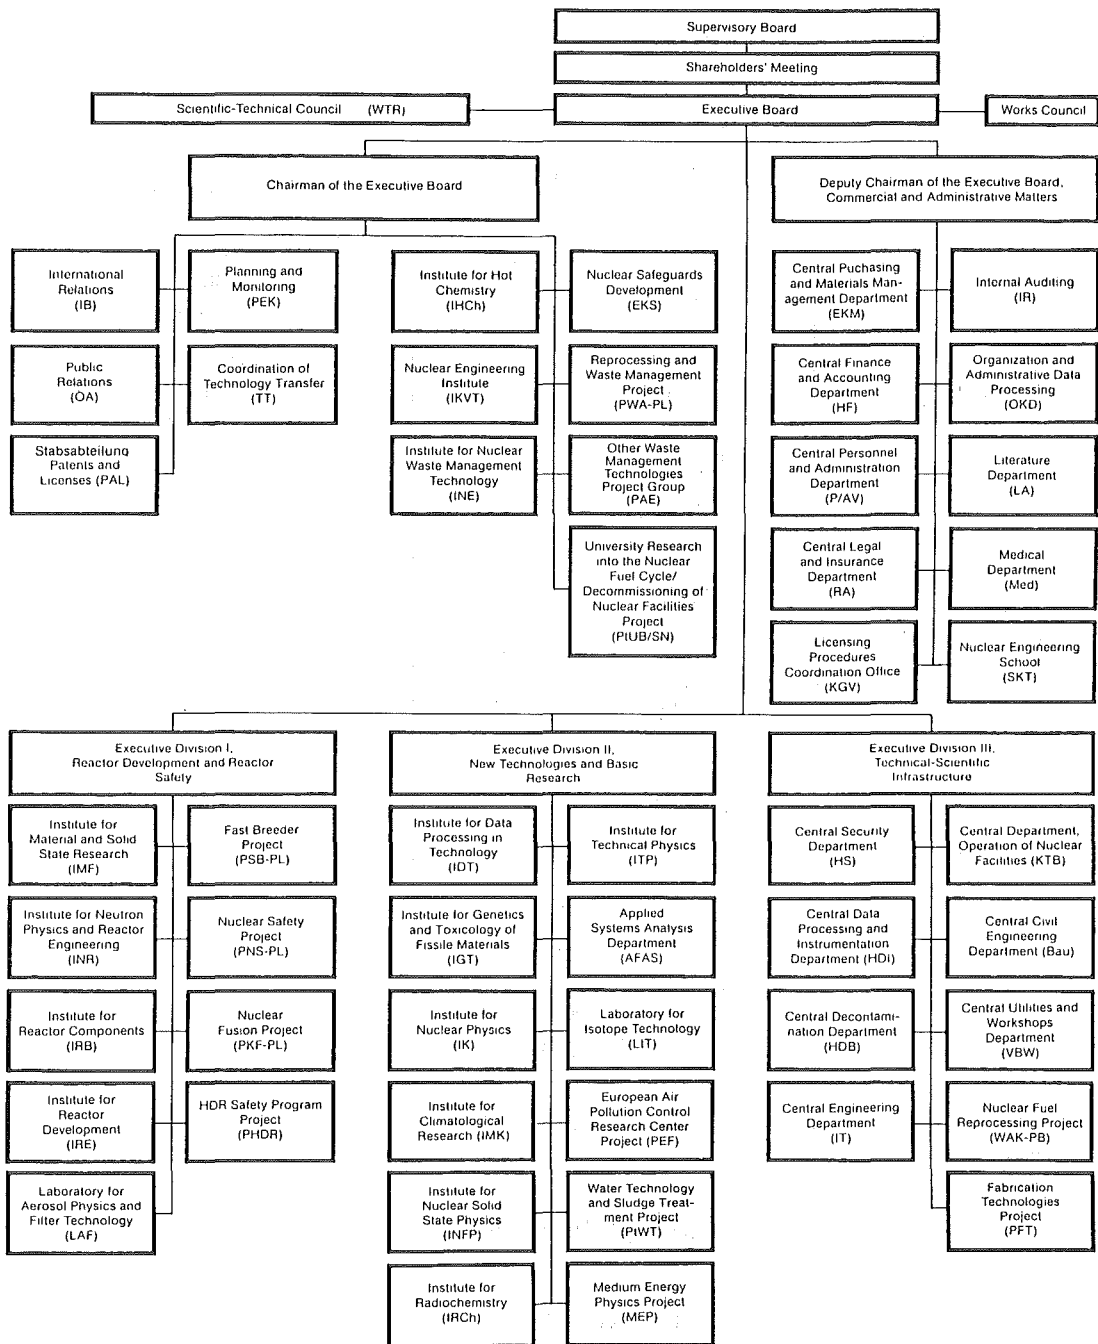 Supervisory Board
Shareholders' Meeting
Scientific-Technical Council (WTR)
Executive Board
Works Council
Chairman of the Executive Board
Deputy Chairman of the Executive Board,
Commercial and Administrative Matters
International
Relations
(IB)
Planning and
Monitoring
(PEK)
Institute for Hot
Chemistry
(IHCh)
Nuclear Safeguards
Development
(EKS)
Central Puchasing
and Materials Man-
agement Department
(EKM)
Internal Auditing
(IR)
Public
Relations
(OA)
Coordination of
Technology Transfer
(TT)
Nuclear Engineering
Institute
(IKVT)
Reprocessing and
Waste Management
Project
(PWA-PL)
Central Finance
and Accounting
Department
(HF)
Organization and
Administrative Data
Processing
(OKD)
Stabsabteilung
Patents and
Licenses (PAL)
Institute for Nuclear
Waste Management
Technology
(INE)
Other Waste
Management
Technologies
Project Group
(PAE)
Central Personnel
and Administration
Department
(P/AV)
Literature
Department
(LA)
University Research
into the Nuclear
Fuel Cycle/
Decommissioning of
Nuclear Facilities
Project
(PtUB/SN)
Central Legal
and Insurance
Department
(RA)
Medical
Department
(Med)
Licensing
Procedures
Coordination Office
(KGV)
Nuclear Engineering
School
(SKT)
Executive Division I,
Reactor Development and Reactor
Safety
Executive Division II,
New Technologies and Basic
Research
Executive Division III,
Technical-Scientific
Infrastructure
Institute for
Material and Solid
State Research
(IMF)
Fast Breeder
Project
(PSB-PL)
Institute for Data
Processing in
Technology
(IDT)
Institute for
Technical Physics
(ITP)
Central Security
Department
(HS)
Central Department,
Operation of Nuclear
Facilities (KTB)
Institute for Neutron
Physics and Reactor
Engineering
(INR)
Nuclear Safety
Project
(PNS-PL)
Institute for Genetics
and Toxicology of
Fissile Materials
(IGT)
Applied
Systems Analysis
Department
(AFAS)
Central Data
Processing and
Instrumentation
Department (HDI)
Central Civil
Engineering
Department (Bau)
Institute for
Reactor Components
(IRB)
Nuclear
Fusion Project
(PKF-PL)
Institute for
Nuclear Physics
(IK)
Laboratory for
Isotope Technology
(LIT)
Central Decontami-
nation Department
(HDB)
Central Utilities and
Workshops
Department
(VBW)
Institute for
Reactor
Development
(IRE)
HDR Safety Program
Project
(PHDR)
Institute for
Climatological
Research (IMK)
European Air
Pollution Control
Research Center
Project (PEF)
Central Engineering
Department
(IT)
Nuclear Fuel
Reprocessing Project
(WAK-PB)
Laboratory for
Aerosol Physics and
Filter Technology
(LAF)
Institute for
Nuclear Solid
State Physics
(INFP)
Water Technology
and Sludge Treat-
ment Project
(PtWT)
Fabrication
Technologies
Project
(PFT)
Institute for
Radiochemistry
(IRCh)
Medium Energy
Physics Project
(MEP)